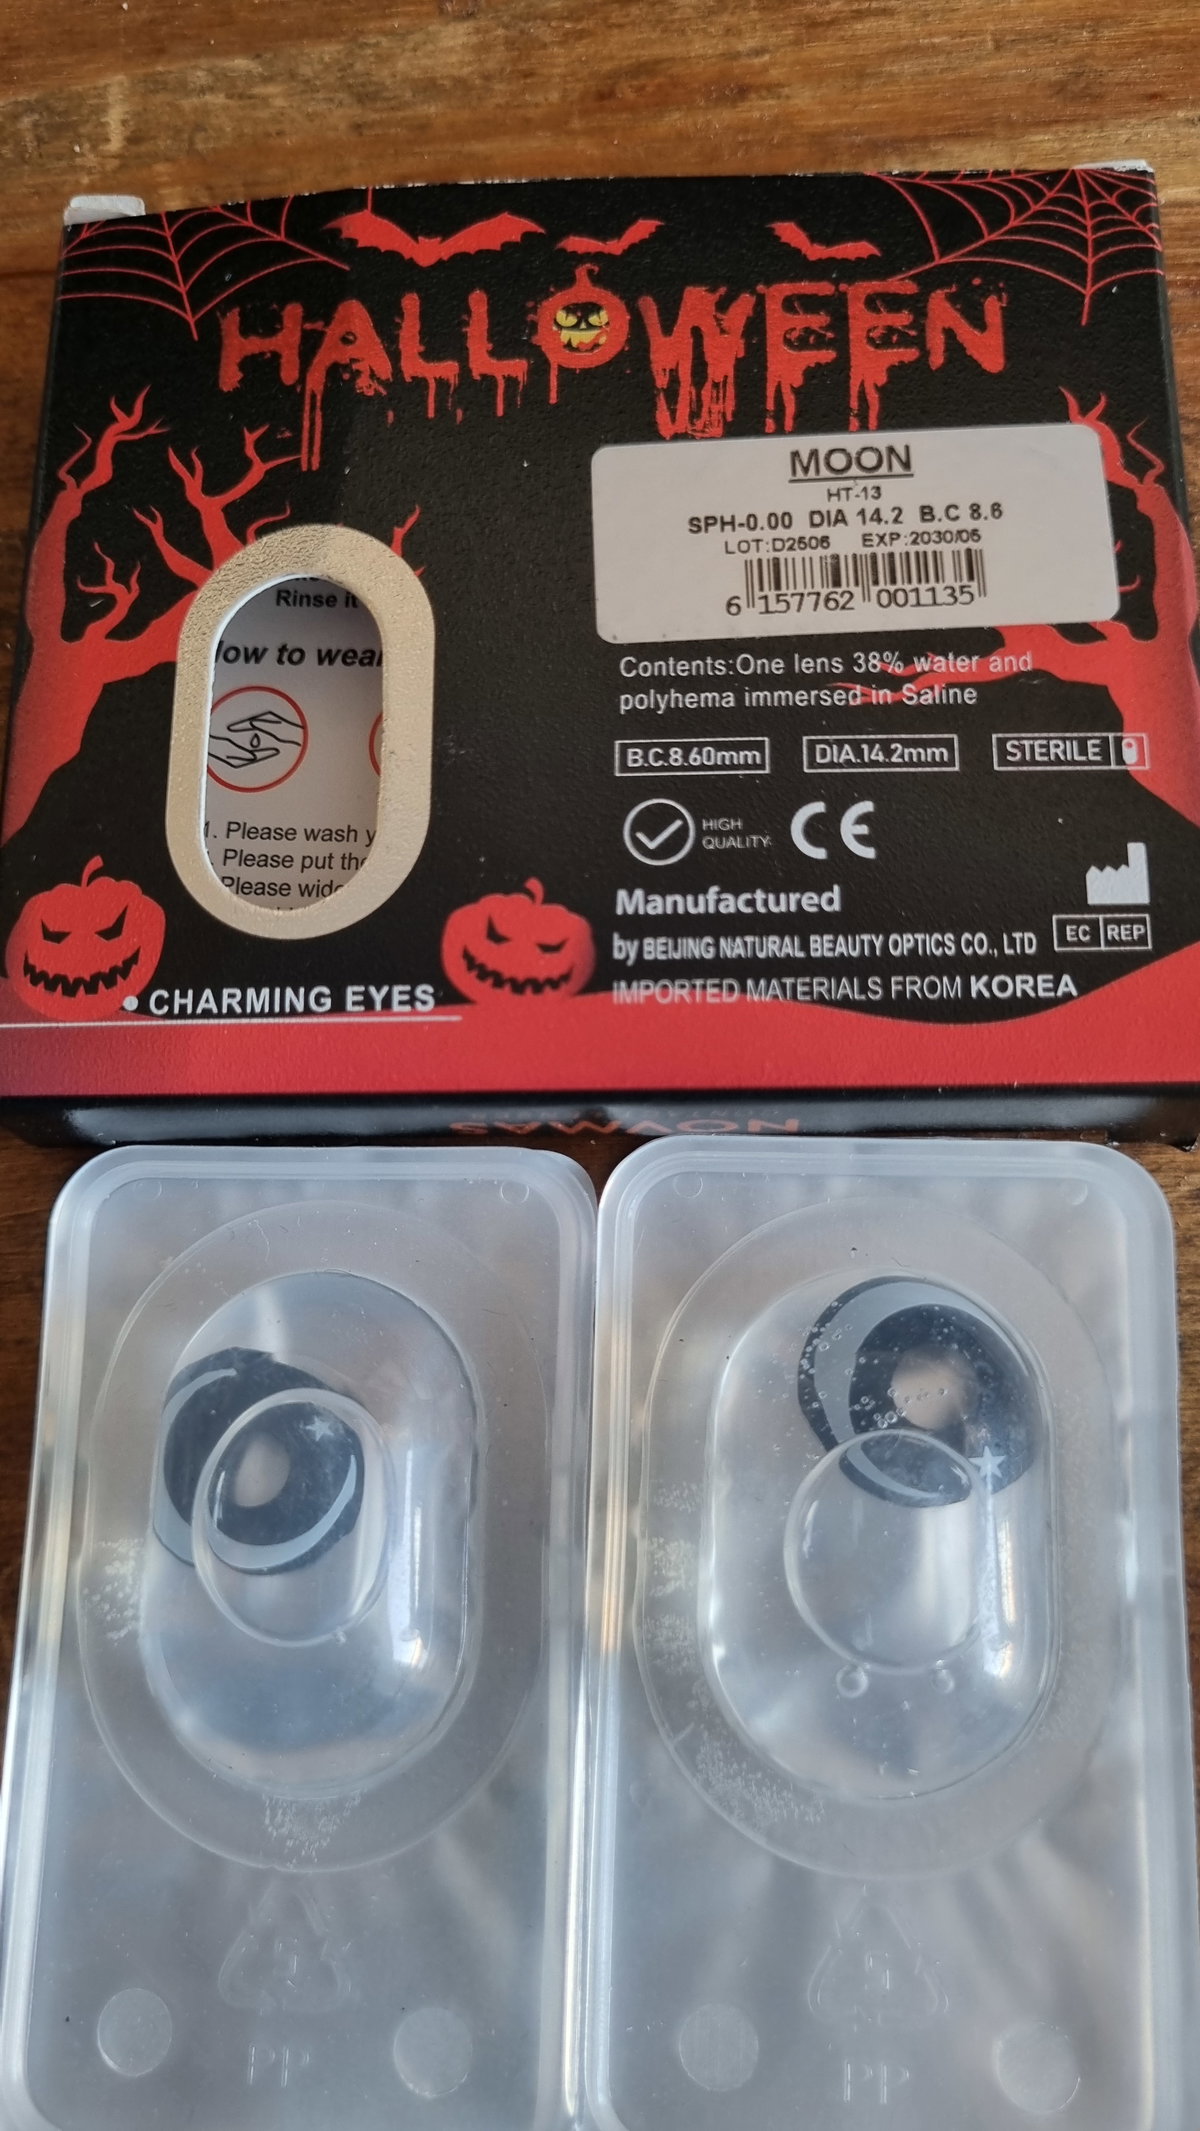 HALLOWEEN
MOON
HT-13
SPH-0.00 DIA 14.2 B.C 8.6
LOT:D2506 EXP:2030/05
6 157762 001135
Contents:One lens 38% water and
polyhema immersed in Saline
B.C.8.60mm DIA.14.2mm STERILE
HIGH
QUALITY
CE
Manufactured
by BEIJING NATURAL BEAUTY OPTICS CO., LTD
EC REP
IMPORTED MATERIALS FROM KOREA
Rinse it
How to wear
1. Please wash y
Please put the
Please wide
• CHARMING EYES
5
PP
5
PP